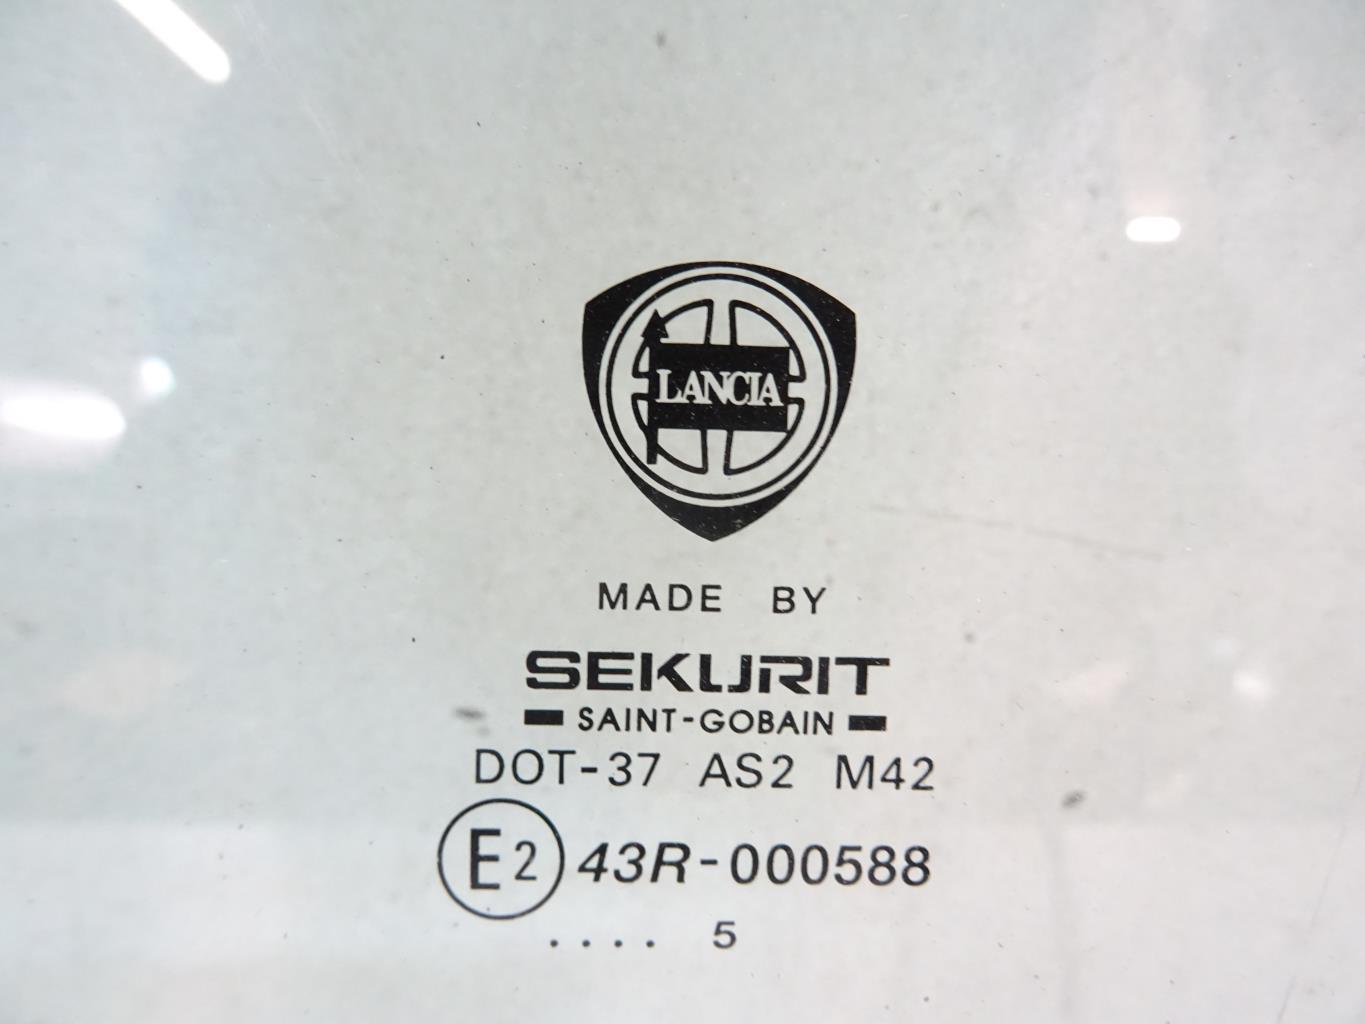 LANCIA
MADE BY
SEKURIT
SAINT-GOBAIN
DOT-37 AS2 M42
E2 43R-000588
.... 5